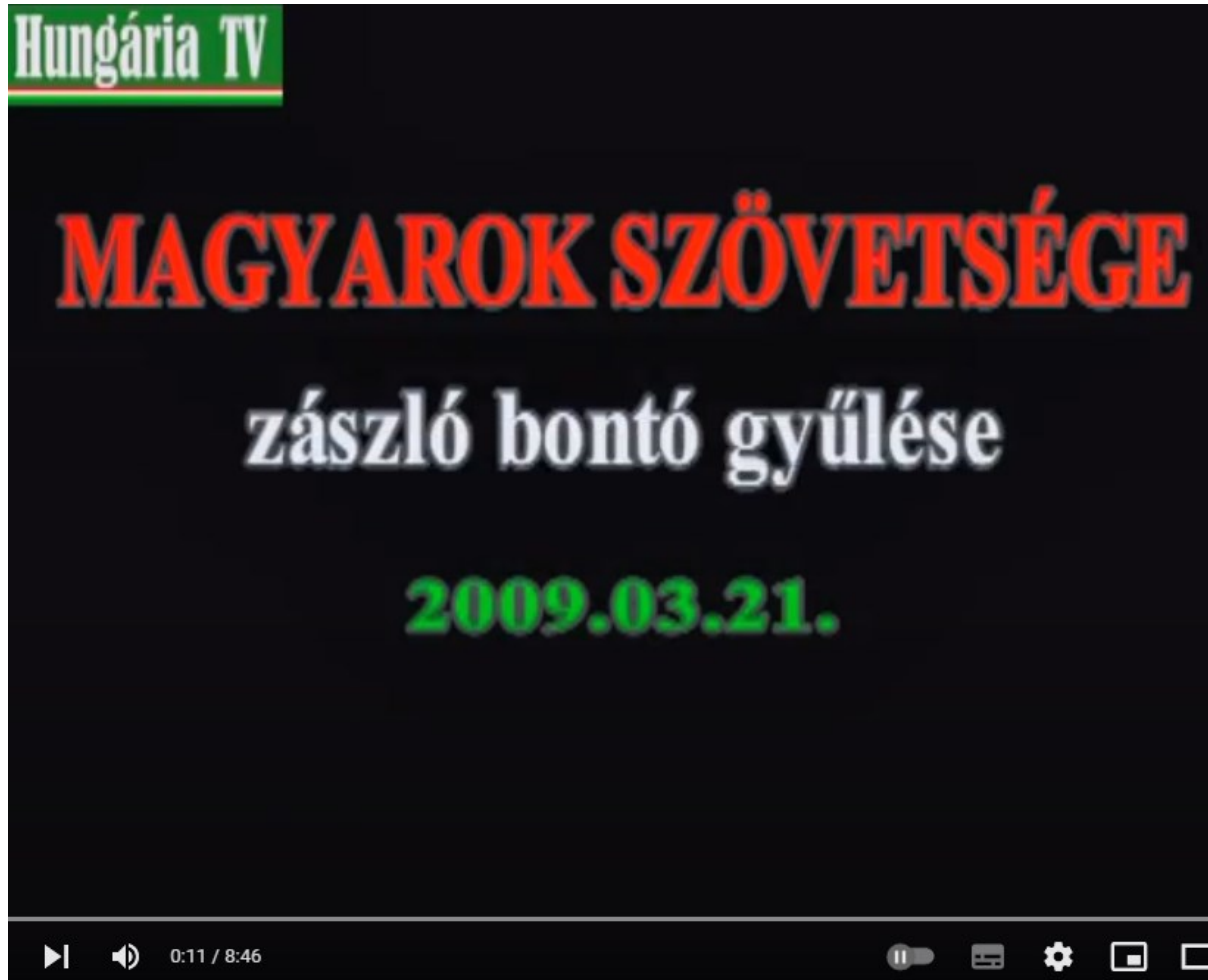 Hungária TV
MAGYAROK SZÖVETSÉGE
zászló bontó gyűlése
2009.03.21.
0:11 / 8:46